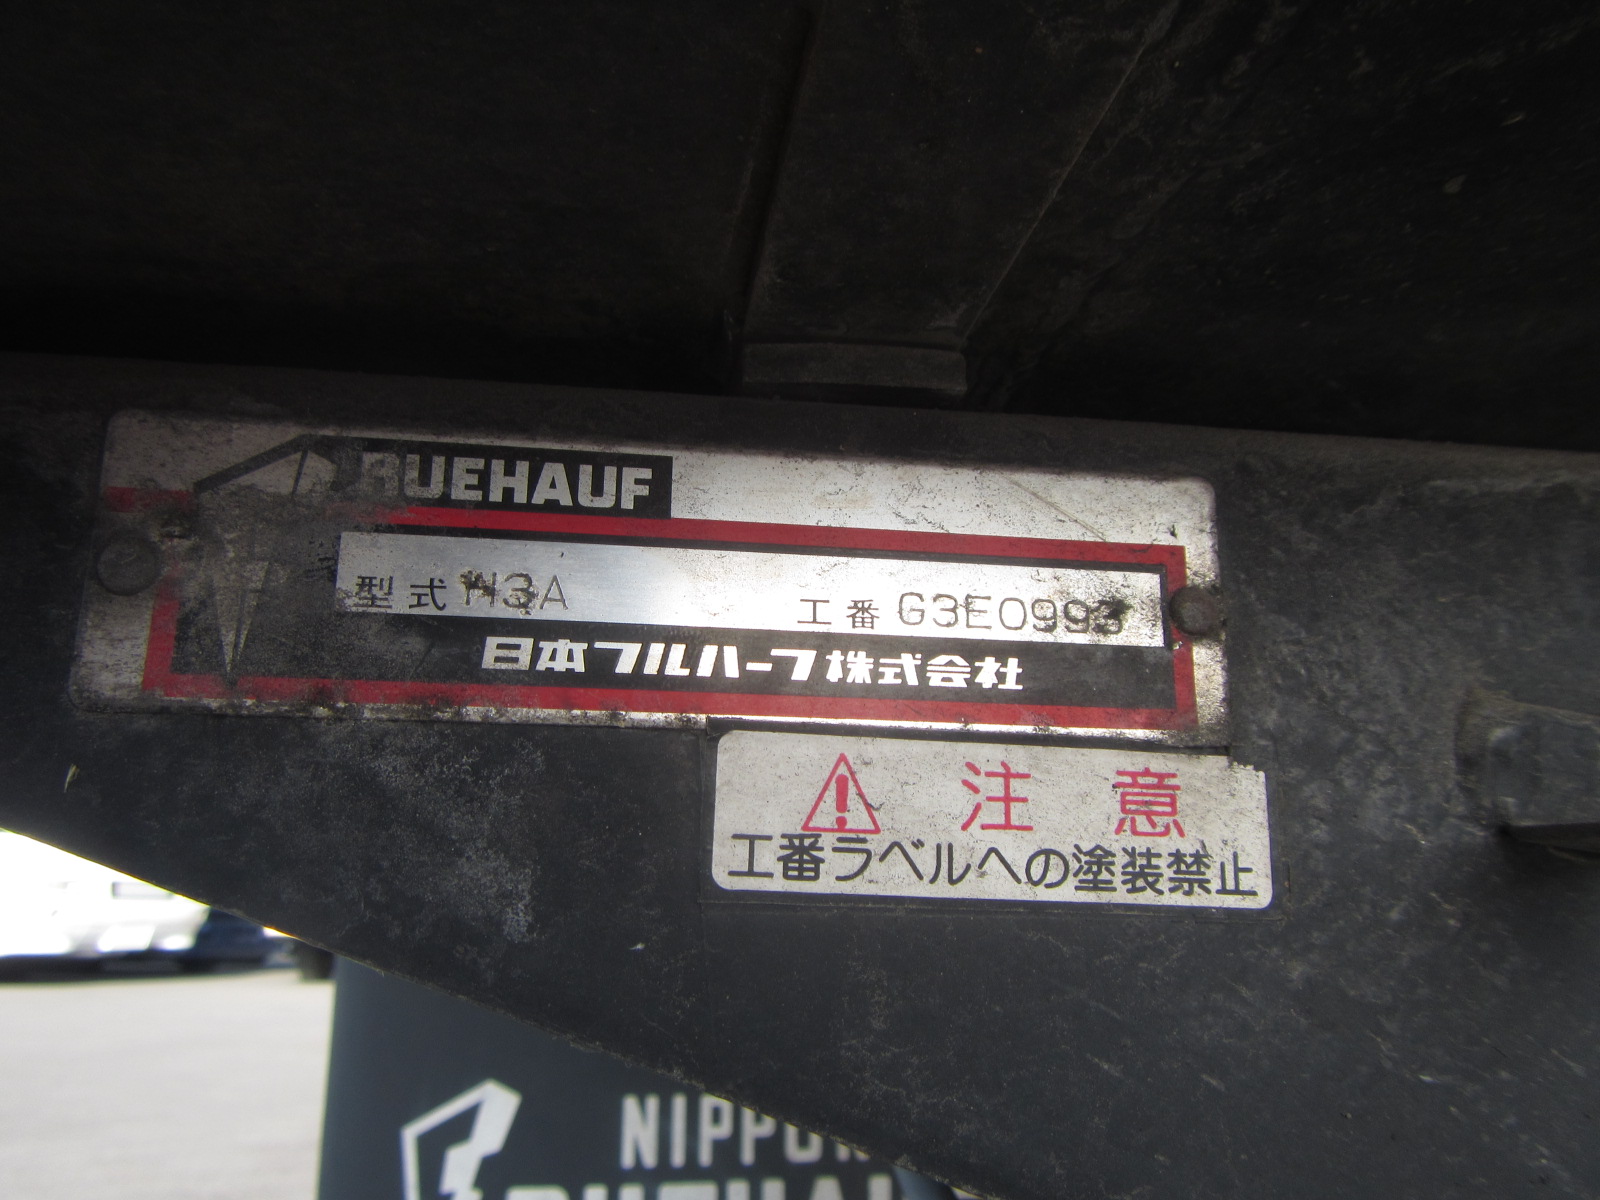 RUEHAUF
型式 H3A 工番 G3E0993
日本フルハーフ株式会社
注意
工番ラベルへの塗装禁止
NIPPON